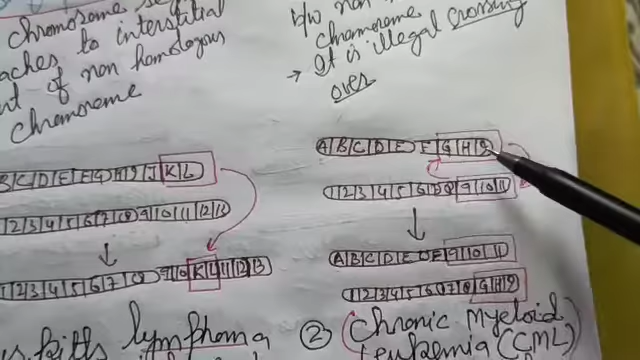 chromosome se
aches to interstitial
nt of non homologous
chromosome
B|C|D|E|F|G|H|I|J|K|L
1|2|3|4|5|6|7|8|9|10|11|12|13
1|2|3|4|5|6|7|8|9|10|K|L|11|12|13
lymphoma
b/w non
chromosome
→ It is illegal crossing
over
A|B|C|D|E F|G|H|9
1|2|3|4|5|6|7|8|9|10|11
A|B|C|D|E
9|10|11
1|2|3|4|5|6|7|8|G|H|9
② Chronic Myeloid
Leukemia (CML)